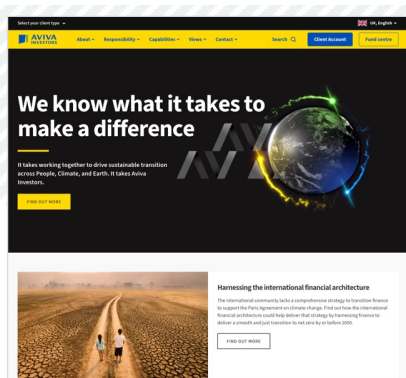 Select your client type
UK, English
AVIVA
INVESTORS
About
Responsibility
Capabilities
Views
Contact
Search
Client Account
Fund centre
We know what it takes to
make a difference
It takes working together to drive sustainable transition
across People, Climate, and Earth. It takes Aviva
Investors.
FIND OUT MORE
Harnessing the international financial architecture
The international community lacks a comprehensive strategy to transition finance
to support the Paris Agreement on climate change. Find out how the international
financial architecture could help deliver that strategy by harnessing finance to
deliver a smooth and just transition to net zero by or before 2050.
FIND OUT MORE